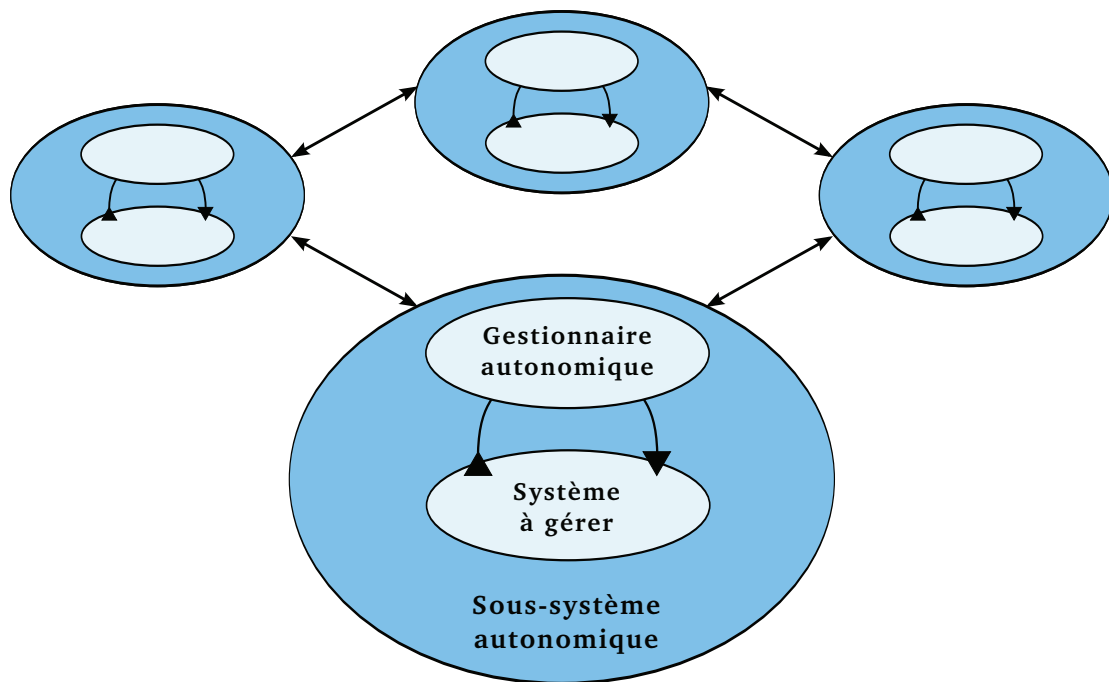 Gestionnaire
autonomique
Système
à gérer
Sous-système
autonomique